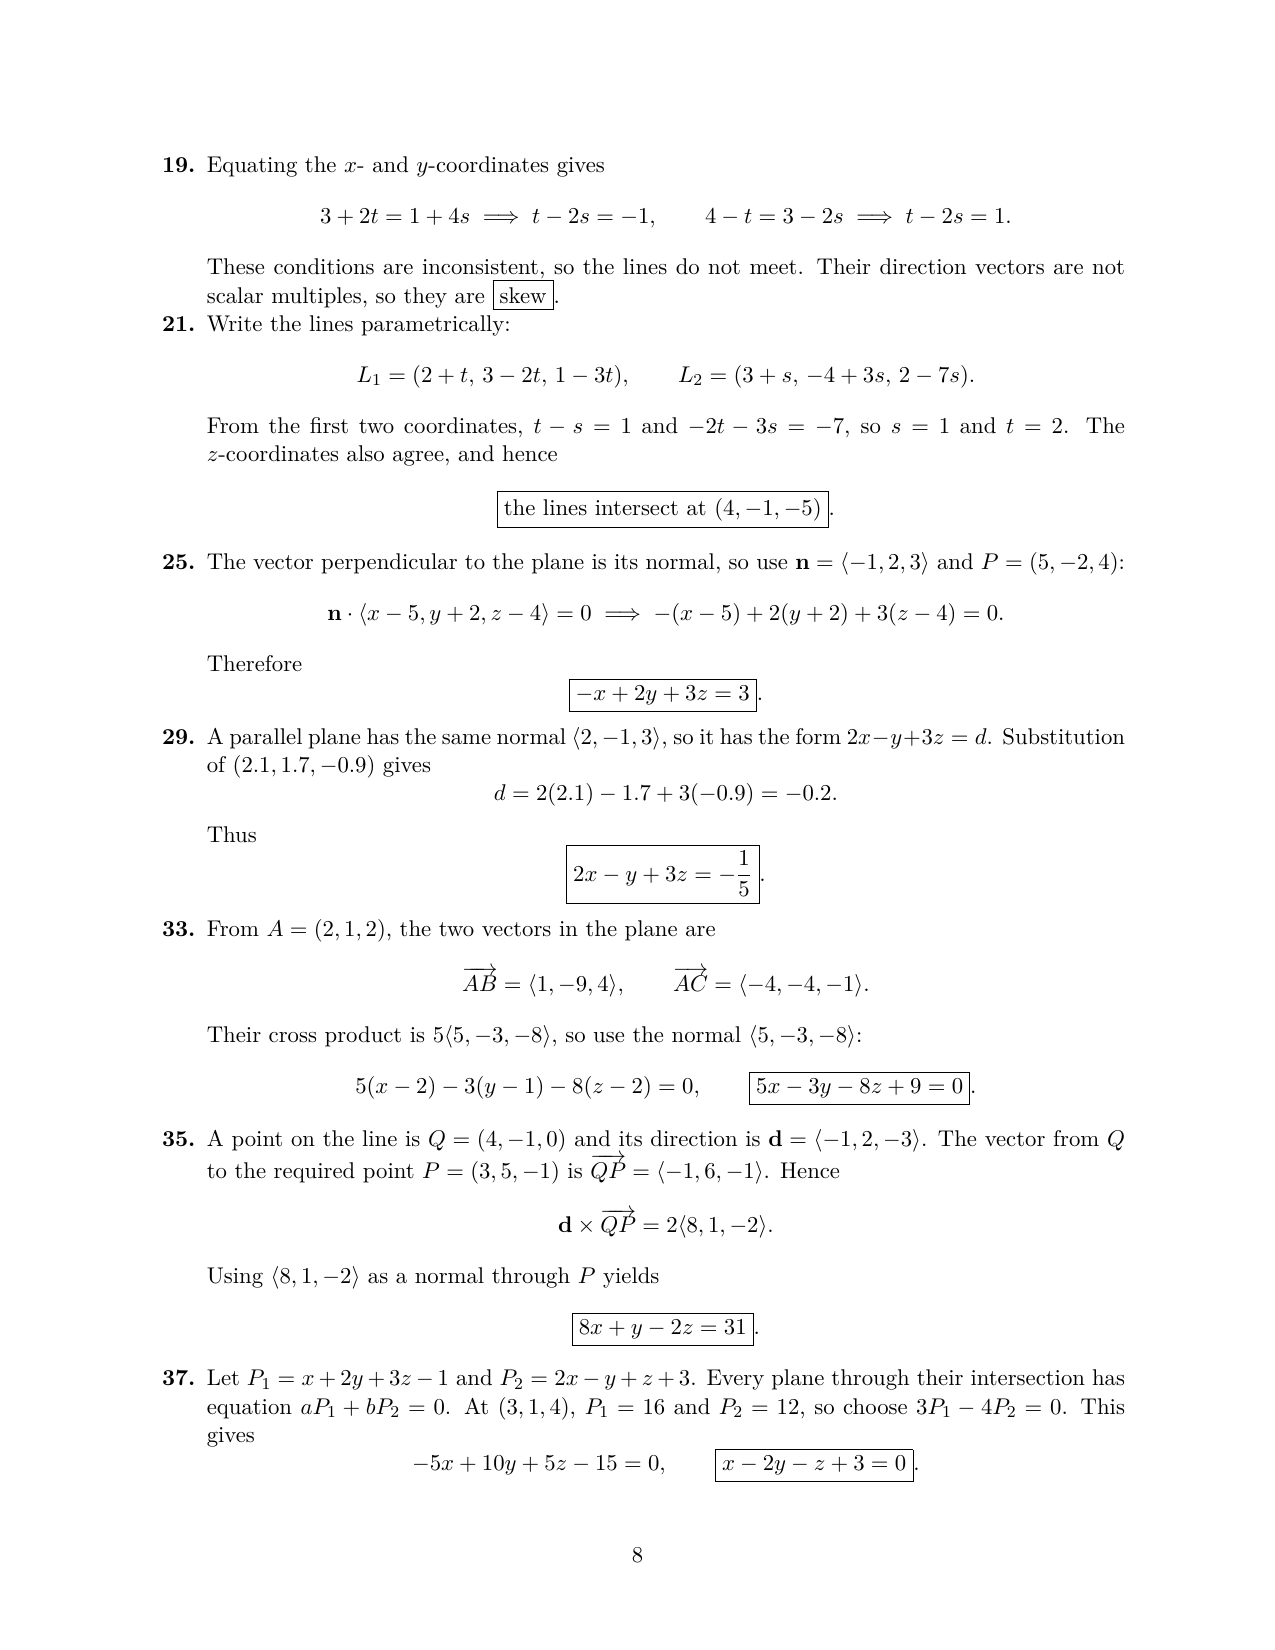 19. Equating the x- and y-coordinates gives
3 + 2t = 1 + 4s ⟹ t − 2s = −1, 4 − t = 3 − 2s ⟹ t − 2s = 1.
These conditions are inconsistent, so the lines do not meet. Their direction vectors are not
scalar multiples, so they are skew.
21. Write the lines parametrically:
L₁ = (2 + t, 3 − 2t, 1 − 3t), L₂ = (3 + s, −4 + 3s, 2 − 7s).
From the first two coordinates, t − s = 1 and −2t − 3s = −7, so s = 1 and t = 2. The
z-coordinates also agree, and hence
the lines intersect at (4, −1, −5).
25. The vector perpendicular to the plane is its normal, so use n = ⟨−1, 2, 3⟩ and P = (5, −2, 4):
n · ⟨x − 5, y + 2, z − 4⟩ = 0 ⟹ −(x − 5) + 2(y + 2) + 3(z − 4) = 0.
Therefore
−x + 2y + 3z = 3.
29. A parallel plane has the same normal ⟨2, −1, 3⟩, so it has the form 2x−y+3z = d. Substitution
of (2.1, 1.7, −0.9) gives
d = 2(2.1) − 1.7 + 3(−0.9) = −0.2.
Thus
2x − y + 3z = −1/5.
33. From A = (2, 1, 2), the two vectors in the plane are
AB⃗ = ⟨1, −9, 4⟩, AC⃗ = ⟨−4, −4, −1⟩.
Their cross product is 5⟨5, −3, −8⟩, so use the normal ⟨5, −3, −8⟩:
5(x − 2) − 3(y − 1) − 8(z − 2) = 0, 5x − 3y − 8z + 9 = 0.
35. A point on the line is Q = (4, −1, 0) and its direction is d = ⟨−1, 2, −3⟩. The vector from Q
to the required point P = (3, 5, −1) is QP⃗ = ⟨−1, 6, −1⟩. Hence
d × QP⃗ = 2⟨8, 1, −2⟩.
Using ⟨8, 1, −2⟩ as a normal through P yields
8x + y − 2z = 31.
37. Let P₁ = x + 2y + 3z − 1 and P₂ = 2x − y + z + 3. Every plane through their intersection has
equation aP₁ + bP₂ = 0. At (3, 1, 4), P₁ = 16 and P₂ = 12, so choose 3P₁ − 4P₂ = 0. This
gives
−5x + 10y + 5z − 15 = 0, x − 2y − z + 3 = 0.
8